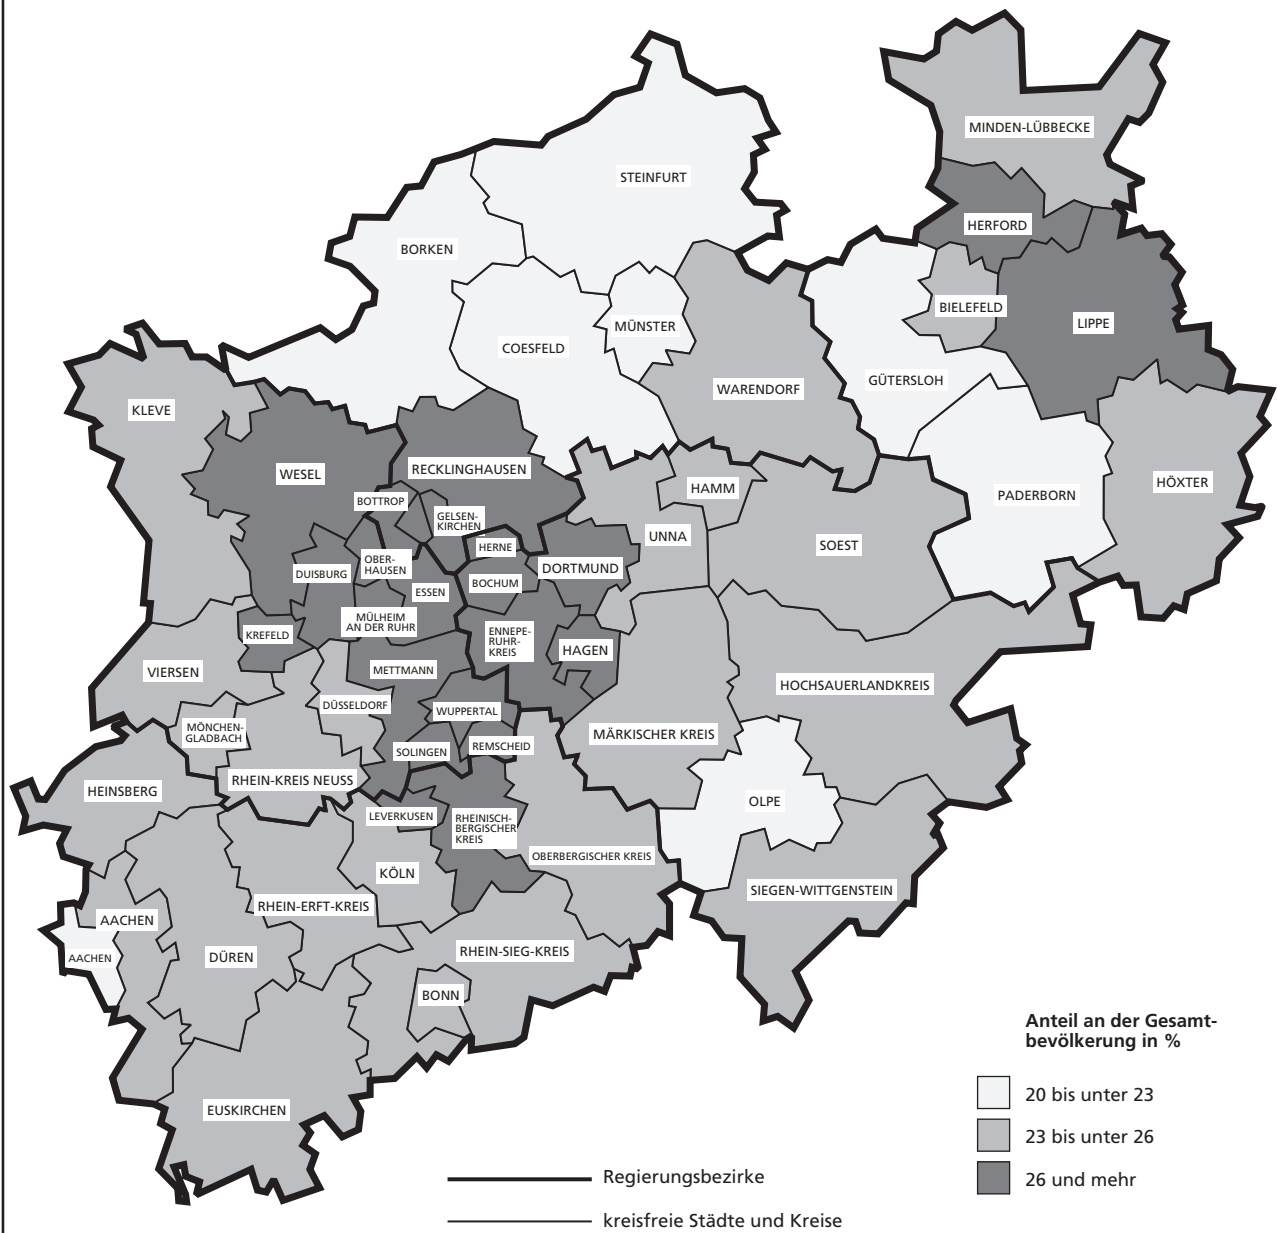 MINDEN-LÜBBECKE
STEINFURT
HERFORD
BORKEN
BIELEFELD
LIPPE
MÜNSTER
COESFELD
GÜTERSLOH
WARENDORF
KLEVE
RECKLINGHAUSEN
WESEL
HÖXTER
HAMM
PADERBORN
BOTTROP
GELSEN-
KIRCHEN
UNNA
SOEST
HERNE
OBER-
HAUSEN
DORTMUND
DUISBURG
BOCHUM
ESSEN
MÜLHEIM
AN DER RUHR
KREFELD
ENNEPE-
RUHR-
KREIS
HAGEN
METTMANN
VIERSEN
HOCHSAUERLANDKREIS
DÜSSELDORF
WUPPERTAL
MÖNCHEN-
GLADBACH
MÄRKISCHER KREIS
REMSCHEID
SOLINGEN
RHEIN-KREIS NEUSS
HEINSBERG
OLPE
LEVERKUSEN
RHEINISCH-
BERGISCHER
KREIS
OBERBERGISCHER KREIS
KÖLN
SIEGEN-WITTGENSTEIN
RHEIN-ERFT-KREIS
AACHEN
RHEIN-SIEG-KREIS
AACHEN
DÜREN
BONN
EUSKIRCHEN
Anteil an der Gesamt-
bevölkerung in %
20 bis unter 23
23 bis unter 26
26 und mehr
Regierungsbezirke
kreisfreie Städte und Kreise